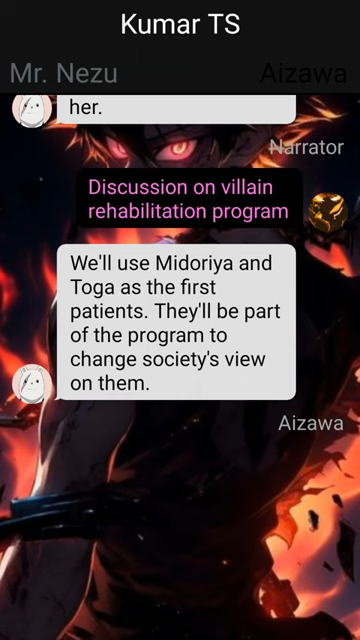 Kumar TS
Mr. Nezu
Aizawa
her.
Narrator
Discussion on villain
rehabilitation program
We'll use Midoriya and
Toga as the first
patients. They'll be part
of the program to
change society's view
on them.
Aizawa